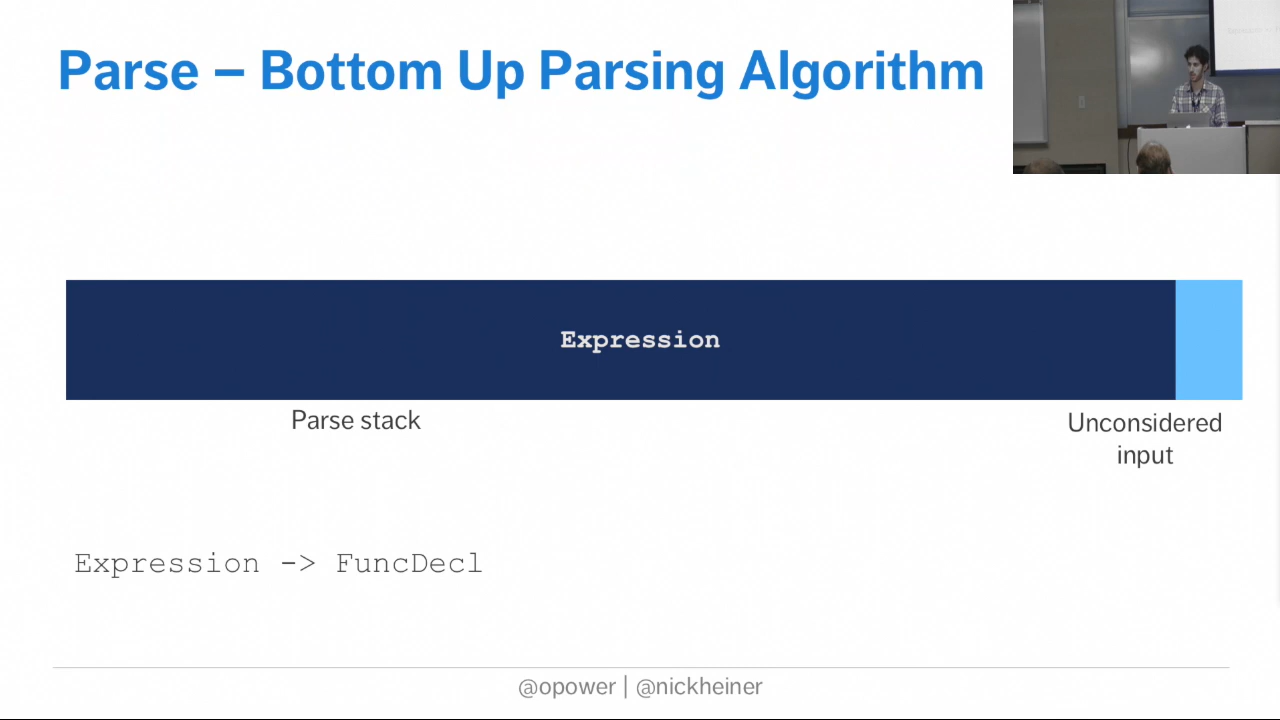 Parse – Bottom Up Parsing Algorithm
Expression
Parse stack
Unconsidered
input
Expression -> FuncDecl
@opower | @nickheiner